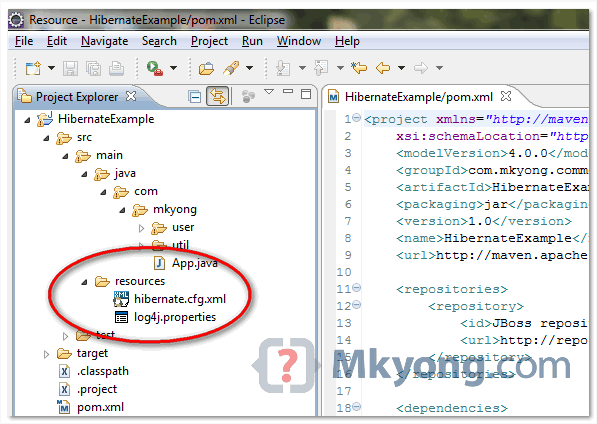 Resource - HibernateExample/pom.xml - Eclipse
File Edit Navigate Search Project Run Window Help
Project Explorer
HibernateExample/pom.xml
HibernateExample
src
main
java
com
mkyong
user
util
App.java
resources
hibernate.cfg.xml
log4j.properties
test
target
.classpath
.project
pom.xml
1 <project xmlns="http://maven
2 xsi:schemaLocation="http
3 <modelVersion>4.0.0</mod
4 <groupId>com.mkyong.comm
5 <artifactId>HibernateExa
6 <packaging>jar</packagin
7 <version>1.0</version>
8 <name>HibernateExample</
9 <url>http://maven.apache
10
11 <repositories>
12 <repository>
13 <id>JBoss reposi
14 <url>http://repo
15 </repository>
16 </repositories>
17
18 <dependencies>
{?} Mkyong.com